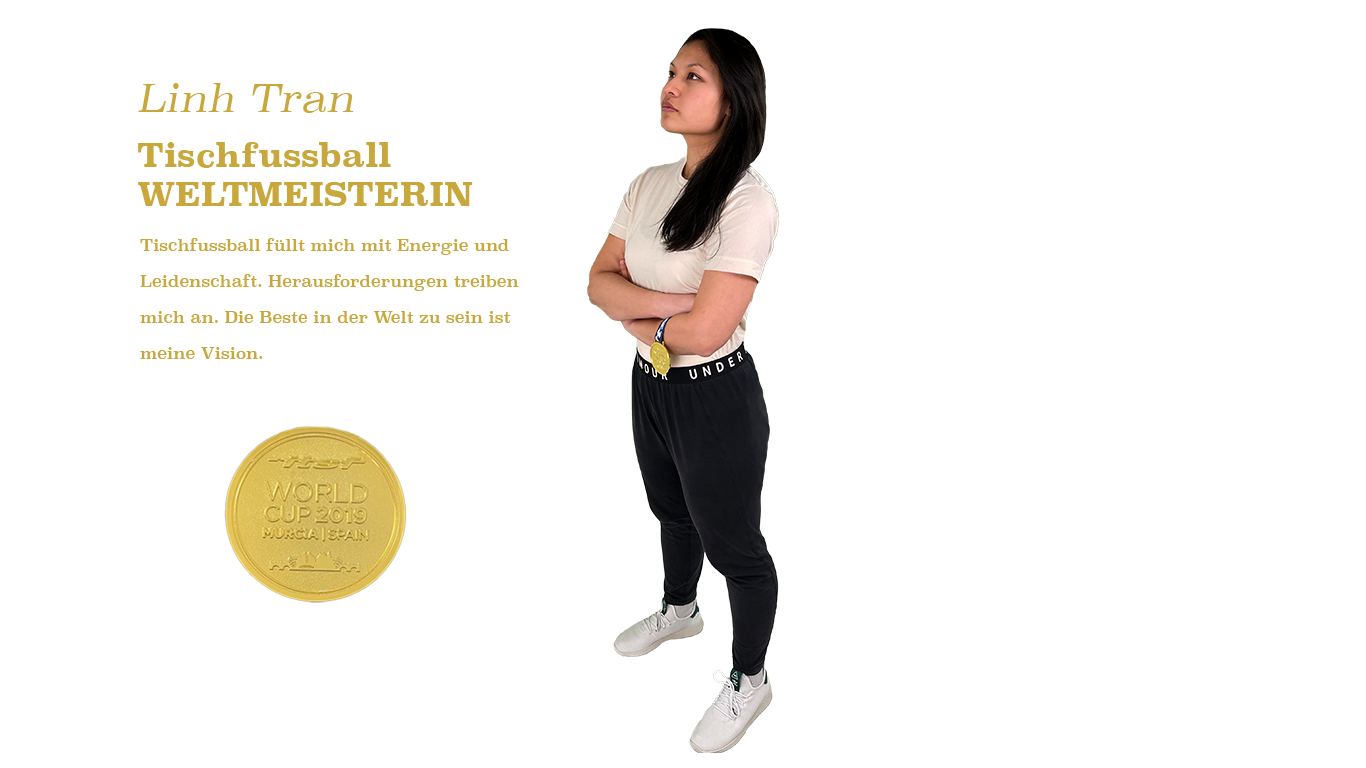 Linh Tran
Tischfussball
WELTMEISTERIN
Tischfussball füllt mich mit Energie und
Leidenschaft. Herausforderungen treiben
mich an. Die Beste in der Welt zu sein ist
meine Vision.
UNDER
itsf
WORLD
CUP 2019
MURCIA | SPAIN